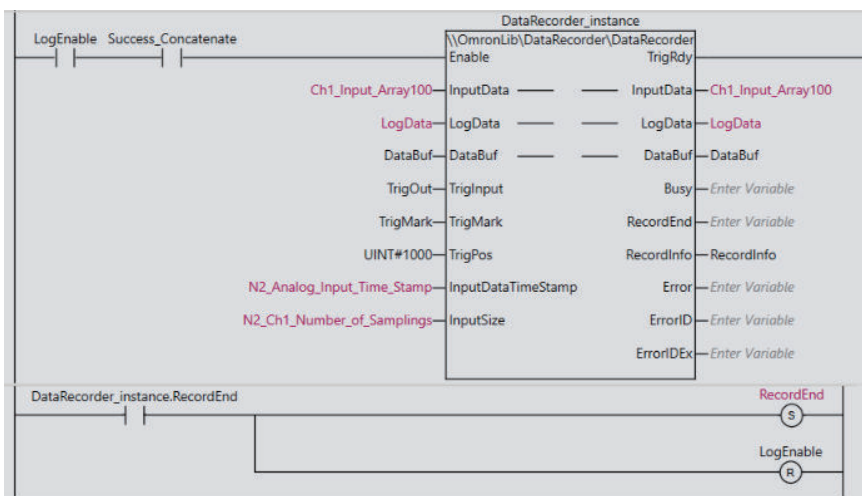 DataRecorder_instance
LogEnable Success_Concatenate
\\OmronLib\DataRecorder\DataRecorder
Enable TrigRdy
Ch1_Input_Array100 InputData InputData Ch1_Input_Array100
LogData LogData LogData LogData
DataBuf DataBuf DataBuf DataBuf
TrigOut TrigInput Busy Enter Variable
TrigMark TrigMark RecordEnd Enter Variable
UINT#1000 TrigPos RecordInfo RecordInfo
N2_Analog_Input_Time_Stamp InputDataTimeStamp Error Enter Variable
N2_Ch1_Number_of_Samplings InputSize ErrorID Enter Variable
ErrorIDEx Enter Variable
DataRecorder_instance.RecordEnd RecordEnd
S
LogEnable
R